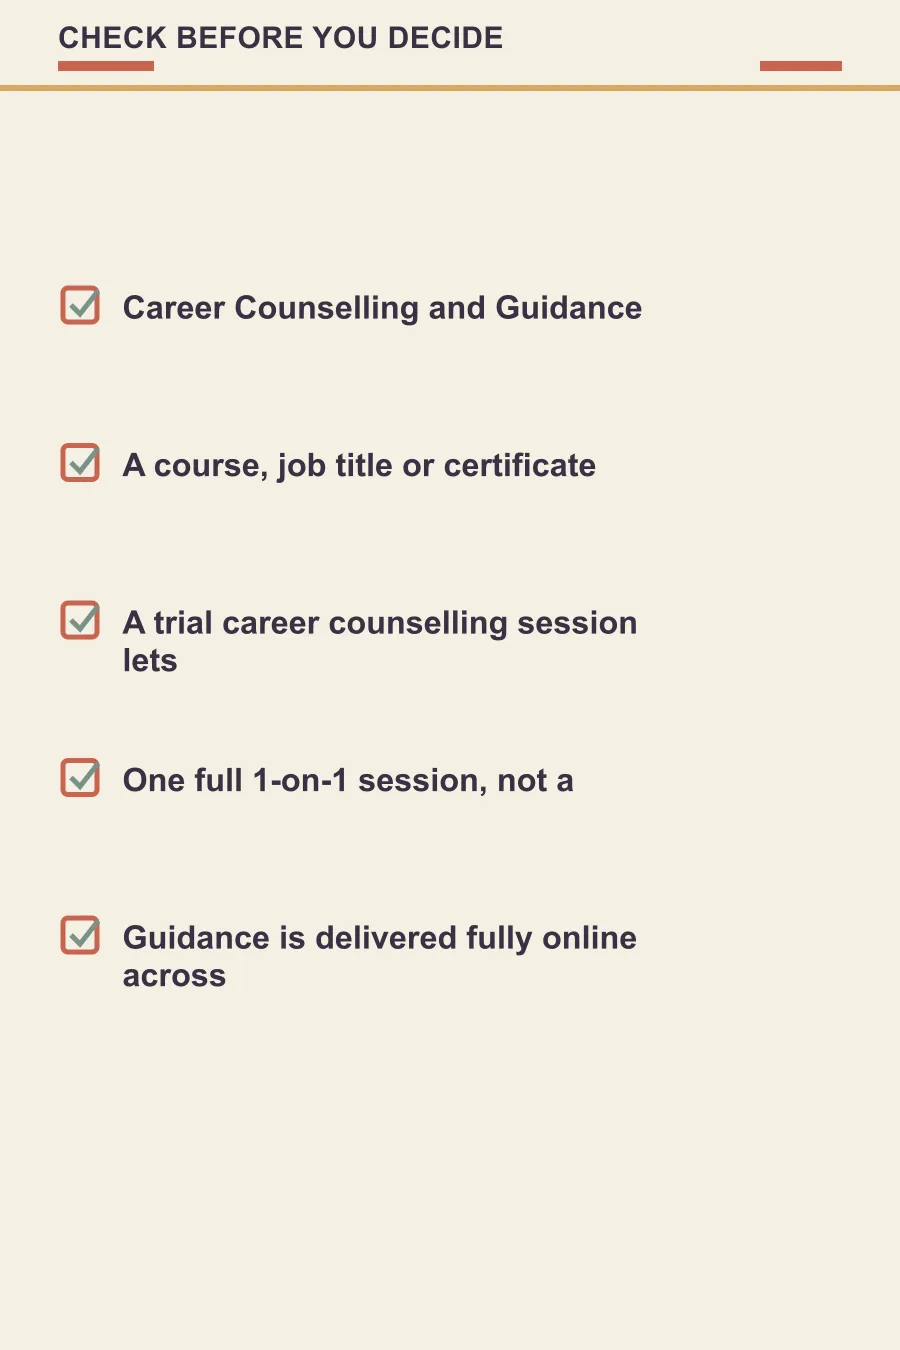 CHECK BEFORE YOU DECIDE
Career Counselling and Guidance
A course, job title or certificate
A trial career counselling session
lets
One full 1-on-1 session, not a
Guidance is delivered fully online
across